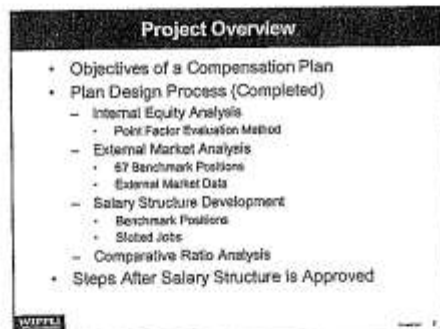 Project Overview
• Objectives of a Compensation Plan
• Plan Design Process (Completed)
– Internal Equity Analysis
• Point Factor Evaluation Method
– External Market Analysis
• 67 Benchmark Positions
• External Market Data
– Salary Structure Development
• Benchmark Positions
• Slotted Jobs
– Comparative Ratio Analysis
• Steps After Salary Structure is Approved
WIPFLI